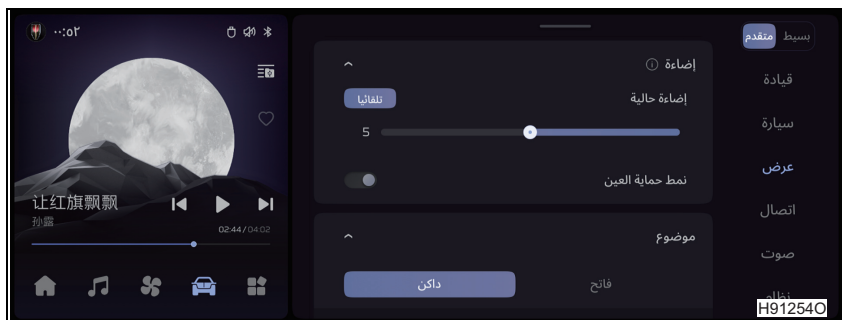 ٠٠:٥٢
让红旗飘飘
孙露
02:44/04:02
إضاءة
إضاءة حالية
تلقائيا
5
نمط حماية العين
موضوع
فاتح
داكن
بسيط
متقدم
قيادة
سيارة
عرض
اتصال
صوت
نظام
H91254O